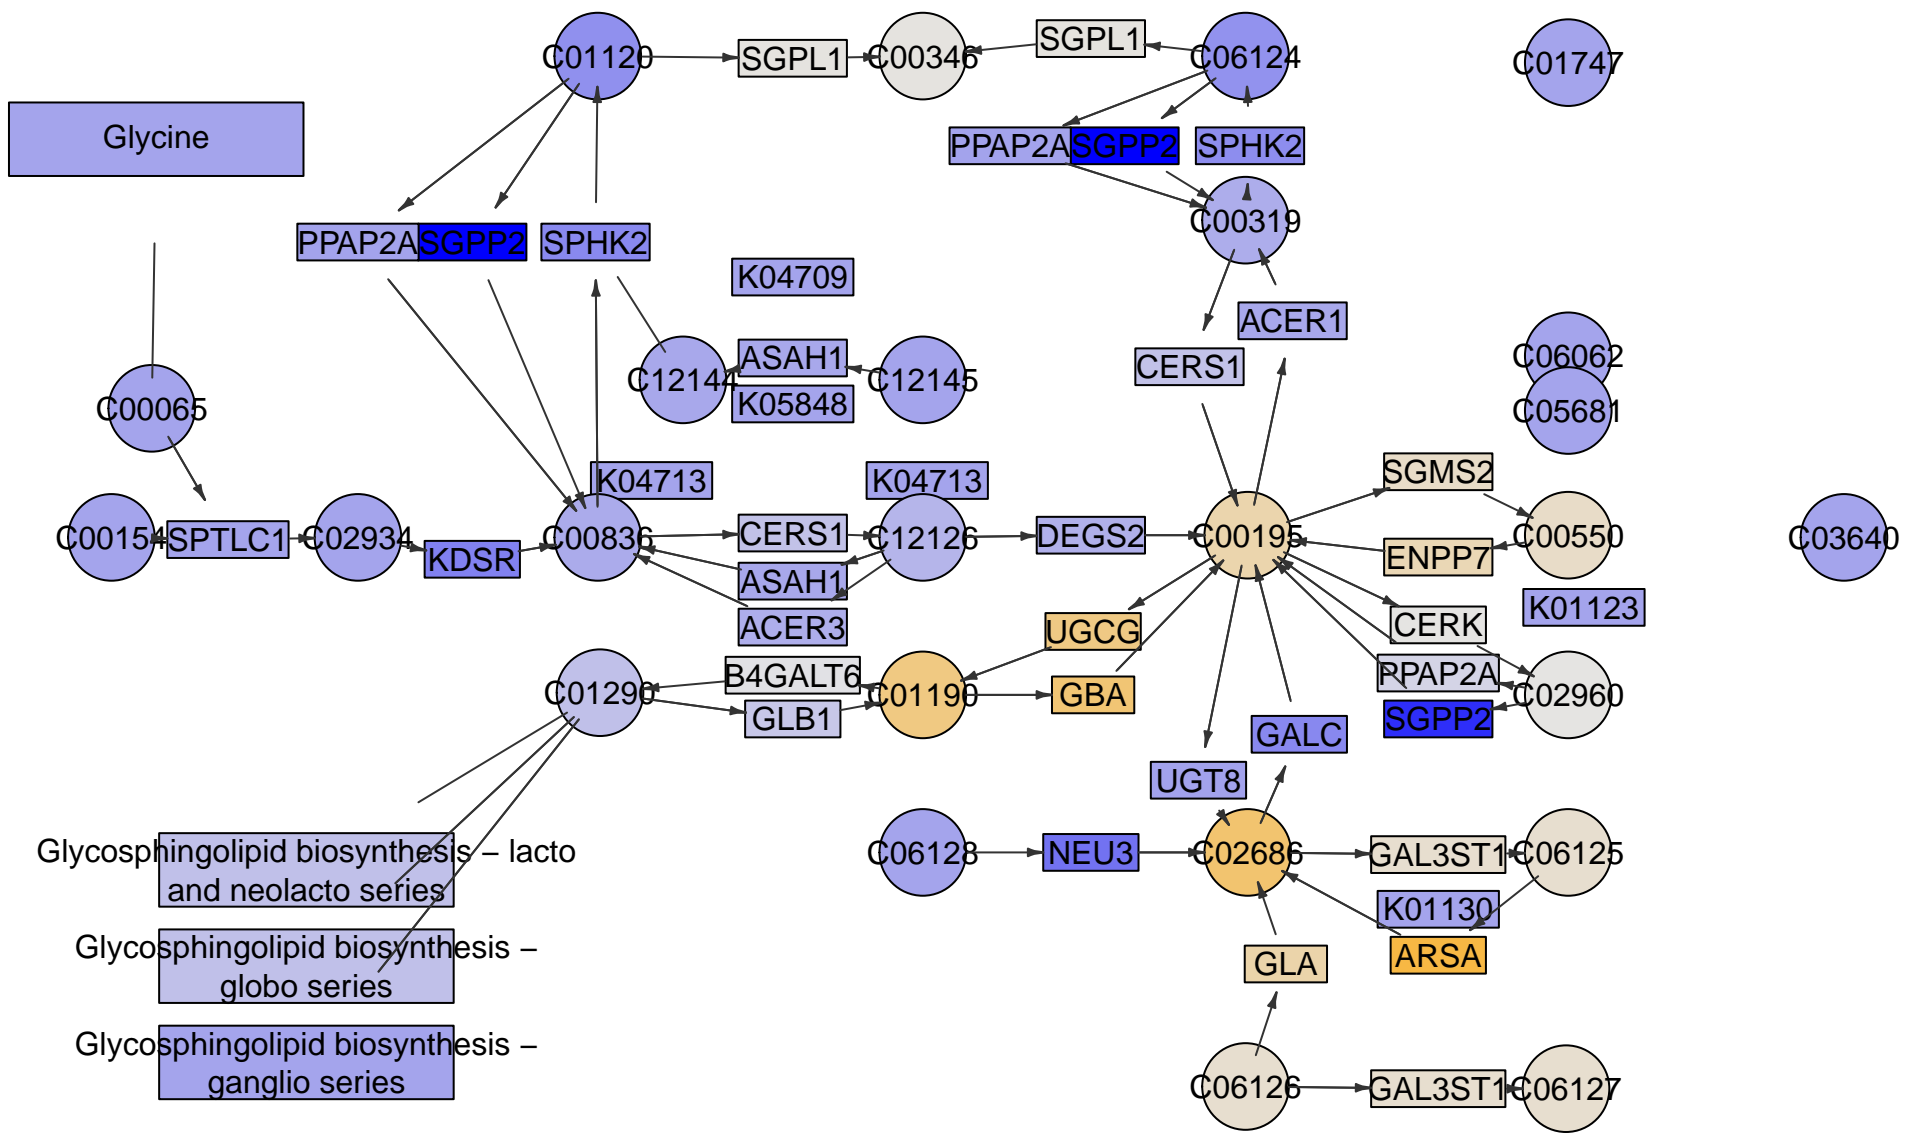 C01120
SGPL1
C00346
SGPL1
C06124
C01747
Glycine
PPAP2A
SGPP2
SPHK2
PPAP2A
SGPP2
SPHK2
C00319
K04709
ACER1
C12144
ASAH1
C12145
K05848
CERS1
C06062
C05681
C00065
K04713
K04713
SGMS2
C00154
SPTLC1
C02934
KDSR
C00836
CERS1
C12126
DEGS2
C00195
C00550
C03640
ENPP7
ASAH1
ACER3
UGCG
CERK
K01123
C01290
B4GALT6
GLB1
C01190
GBA
PPAP2A
C02960
SGPP2
GALC
UGT8
Glycosphingolipid biosynthesis – lacto
and neolacto series
C06128
NEU3
C02686
GAL3ST1
C06125
K01130
ARSA
Glycosphingolipid biosynthesis –
globo series
GLA
Glycosphingolipid biosynthesis –
ganglio series
C06126
GAL3ST1
C06127